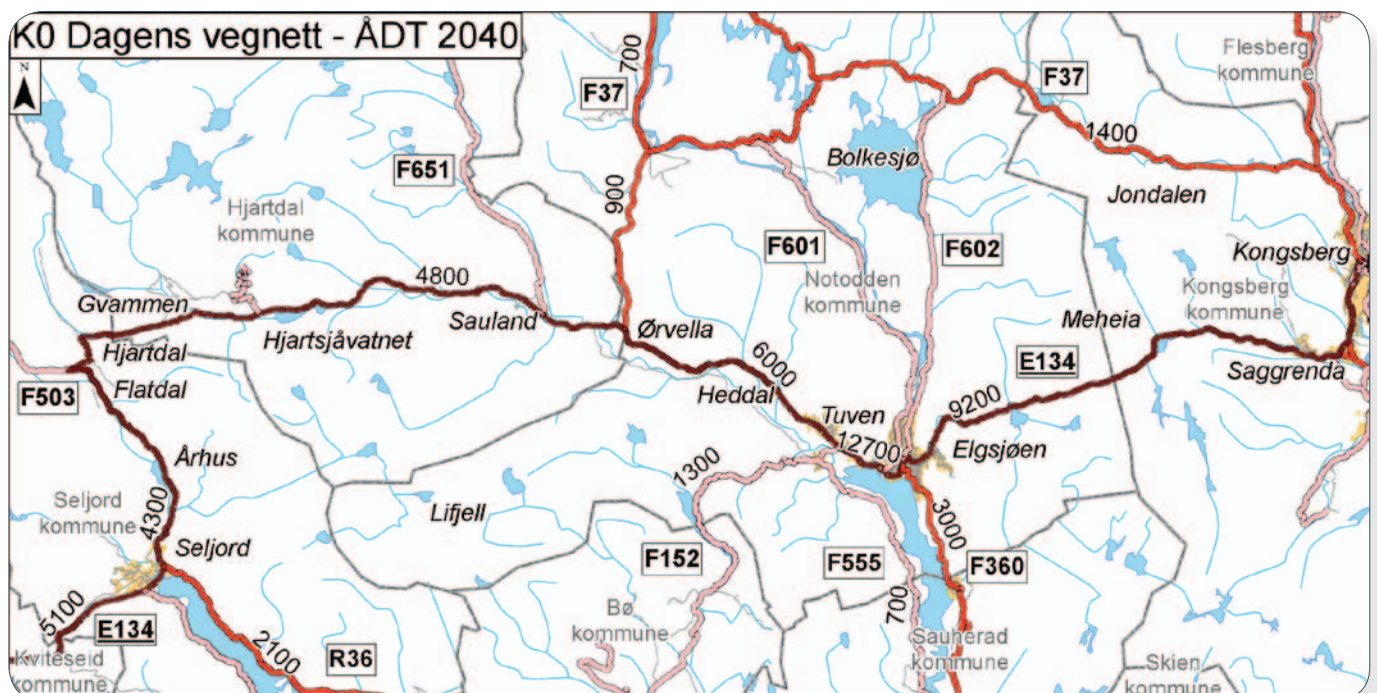 K0 Dagens vegnett - ÅDT 2040
N
700
F37
F37
Flesberg
kommune
1400
F651
Bolkesjø
900
Jondalen
Hjartdal
kommune
F601
F602
Notodden
kommune
Kongsberg
Kongsberg
kommune
4800
Gvammen
Sauland
Ørvella
Meheia
Hjartsjåvatnet
Hjartdal
6000
E134
Saggrenda
F503
Flatdal
Heddal
Tuven
9200
12700
Elgsjøen
Århus
1300
Seljord
kommune
4300
Lifjell
3000
Seljord
F152
F555
F360
5100
E134
Bø
kommune
700
Sauherad
kommune
Kviteseid
kommune
2100
R36
Skien
kommune